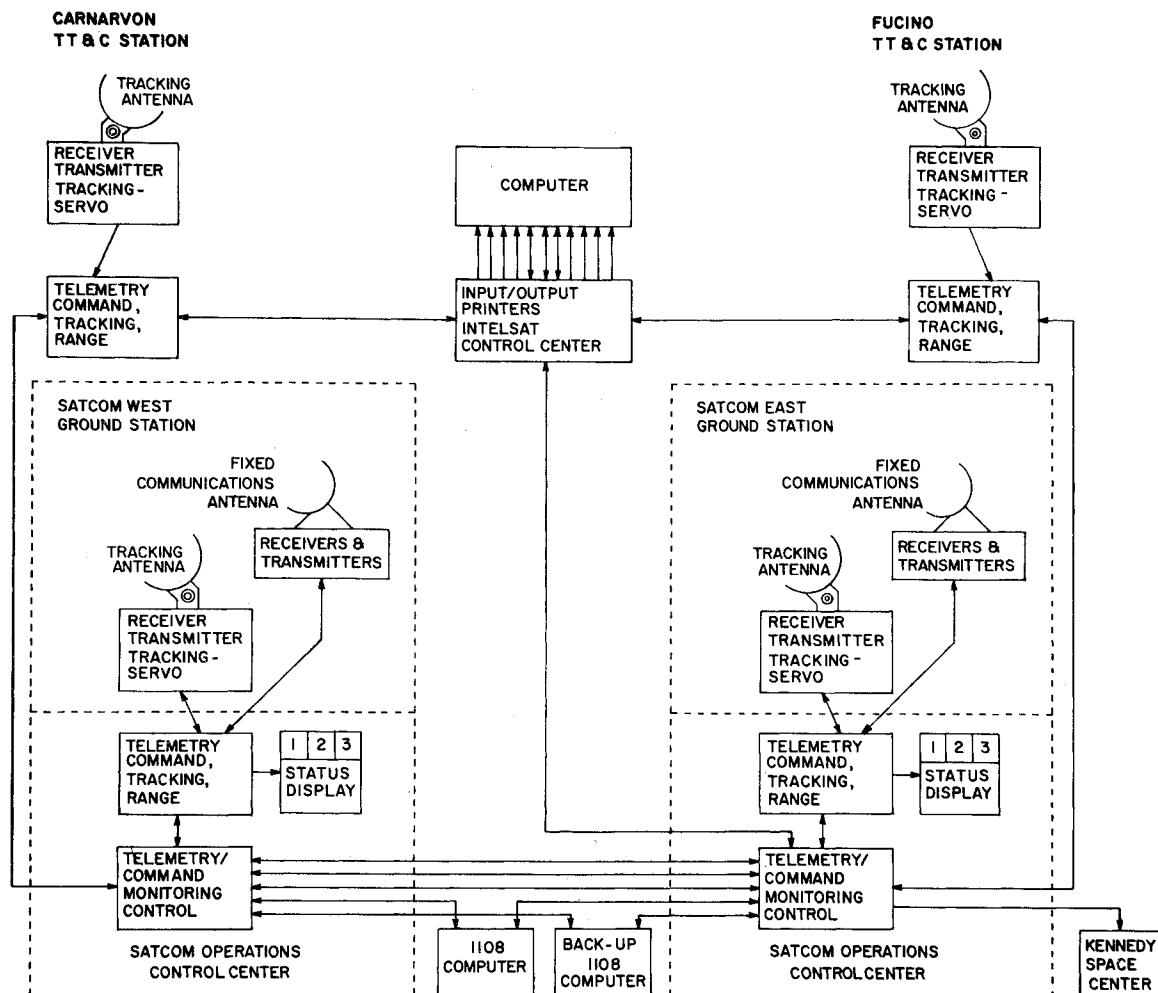 CARNARVON
TT & C STATION
TRACKING
ANTENNA
RECEIVER
TRANSMITTER
TRACKING-
SERVO
TELEMETRY
COMMAND,
TRACKING,
RANGE
COMPUTER
INPUT/OUTPUT
PRINTERS
INTELSAT
CONTROL CENTER
FUCINO
TT & C STATION
TRACKING
ANTENNA
RECEIVER
TRANSMITTER
TRACKING-
SERVO
TELEMETRY
COMMAND,
TRACKING,
RANGE
SATCOM WEST
GROUND STATION
FIXED
COMMUNICATIONS
ANTENNA
RECEIVERS &
TRANSMITTERS
TRACKING
ANTENNA
RECEIVER
TRANSMITTER
TRACKING-
SERVO
TELEMETRY
COMMAND,
TRACKING,
RANGE
1 2 3
STATUS
DISPLAY
TELEMETRY/
COMMAND
MONITORING
CONTROL
SATCOM OPERATIONS
CONTROL CENTER
1108
COMPUTER
BACK-UP
1108
COMPUTER
SATCOM EAST
GROUND STATION
FIXED
COMMUNICATIONS
ANTENNA
RECEIVERS &
TRANSMITTERS
TRACKING
ANTENNA
RECEIVER
TRANSMITTER
TRACKING-
SERVO
TELEMETRY
COMMAND,
TRACKING,
RANGE
1 2 3
STATUS
DISPLAY
TELEMETRY/
COMMAND
MONITORING
CONTROL
SATCOM OPERATIONS
CONTROL CENTER
KENNEDY
SPACE
CENTER